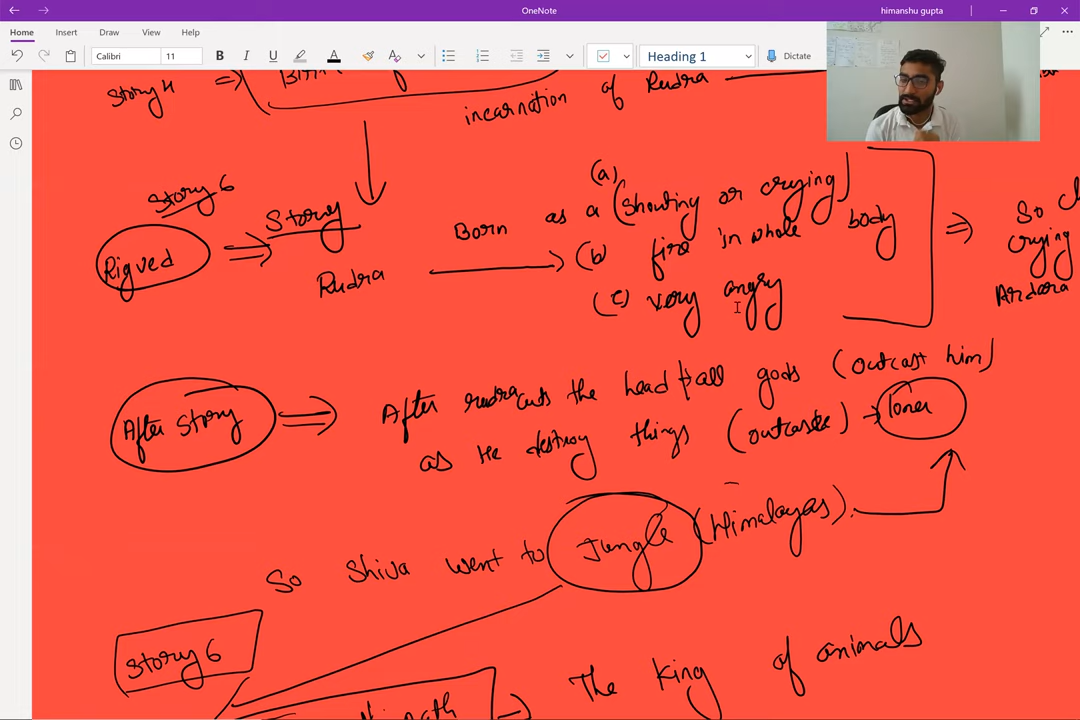 OneNote
himanshu gupta
Home Insert Draw View Help
Calibri 11 B I U A Heading 1 Dictate
Story 4 =>
incarnition of Rudra
Story 6
Rigved => Story
Rudra
Born as a
(a) (Shouting or crying)
(b) fire in whole body
(c) very angry
=> So
crying
Ardara
After Story => After rudra cuts the head all gods (outcast him)
as He destroy things (outcaste) → loner
So Shiva went to Jungle (Himalayas).
Story 6
=> The King of animals